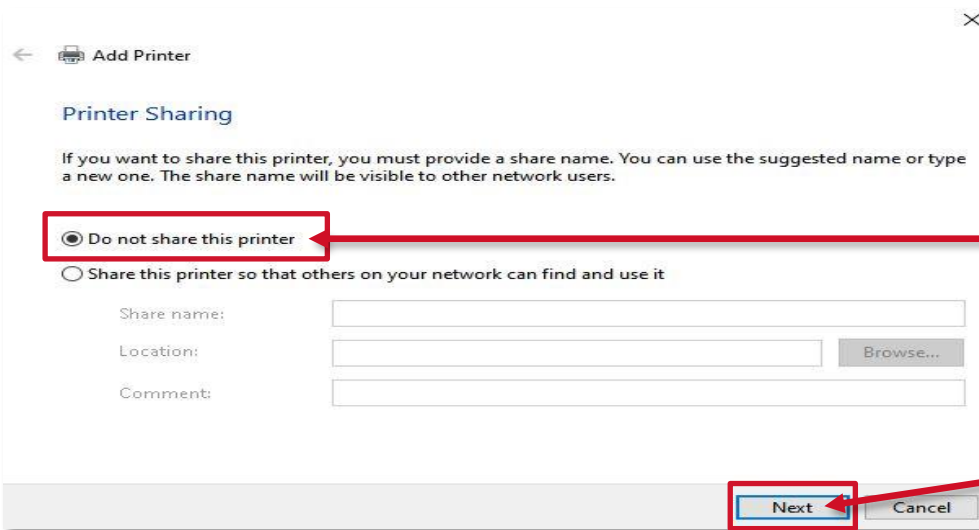 Add Printer
Printer Sharing
If you want to share this printer, you must provide a share name. You can use the suggested name or type
a new one. The share name will be visible to other network users.
Do not share this printer
Share this printer so that others on your network can find and use it
Share name:
Location:
Browse...
Comment:
Next
Cancel